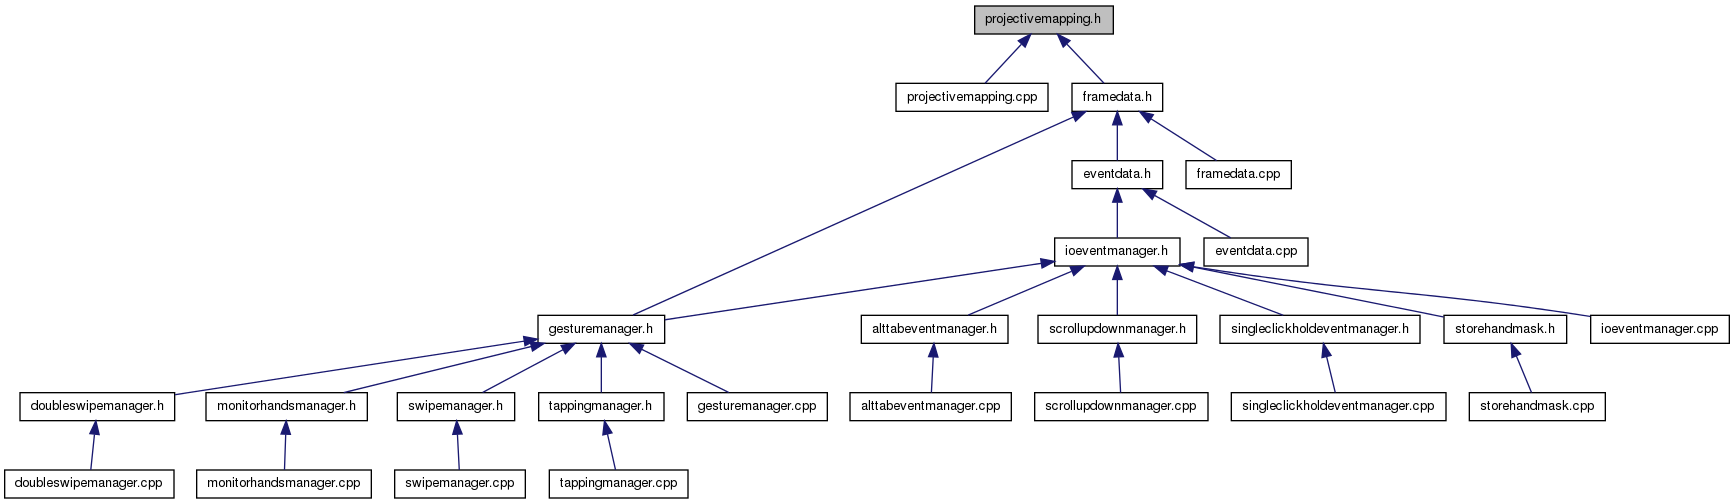 projectivemapping.h
projectivemapping.cpp
framedata.h
eventdata.h
framedata.cpp
ioeventmanager.h
eventdata.cpp
gesturemanager.h
alttabeventmanager.h
scrollupdownmanager.h
singleclickholdeventmanager.h
storehandmask.h
ioeventmanager.cpp
doubleswipemanager.h
monitorhandsmanager.h
swipemanager.h
tappingmanager.h
gesturemanager.cpp
alttabeventmanager.cpp
scrollupdownmanager.cpp
singleclickholdeventmanager.cpp
storehandmask.cpp
doubleswipemanager.cpp
monitorhandsmanager.cpp
swipemanager.cpp
tappingmanager.cpp